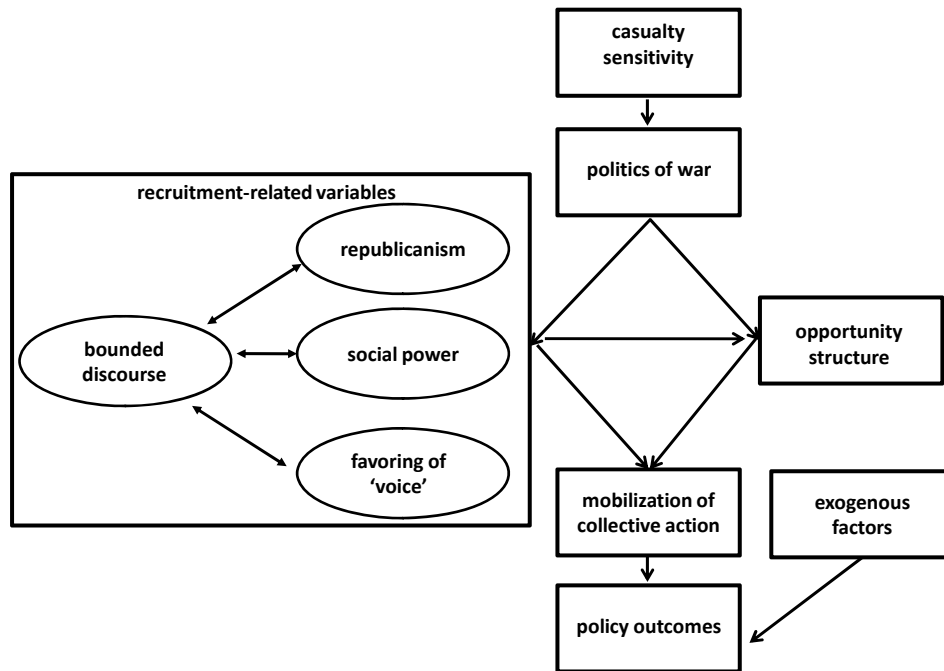 casualty
sensitivity
politics of war
recruitment-related variables
republicanism
bounded
discourse
social power
favoring of
‘voice’
opportunity
structure
mobilization of
collective action
exogenous
factors
policy outcomes